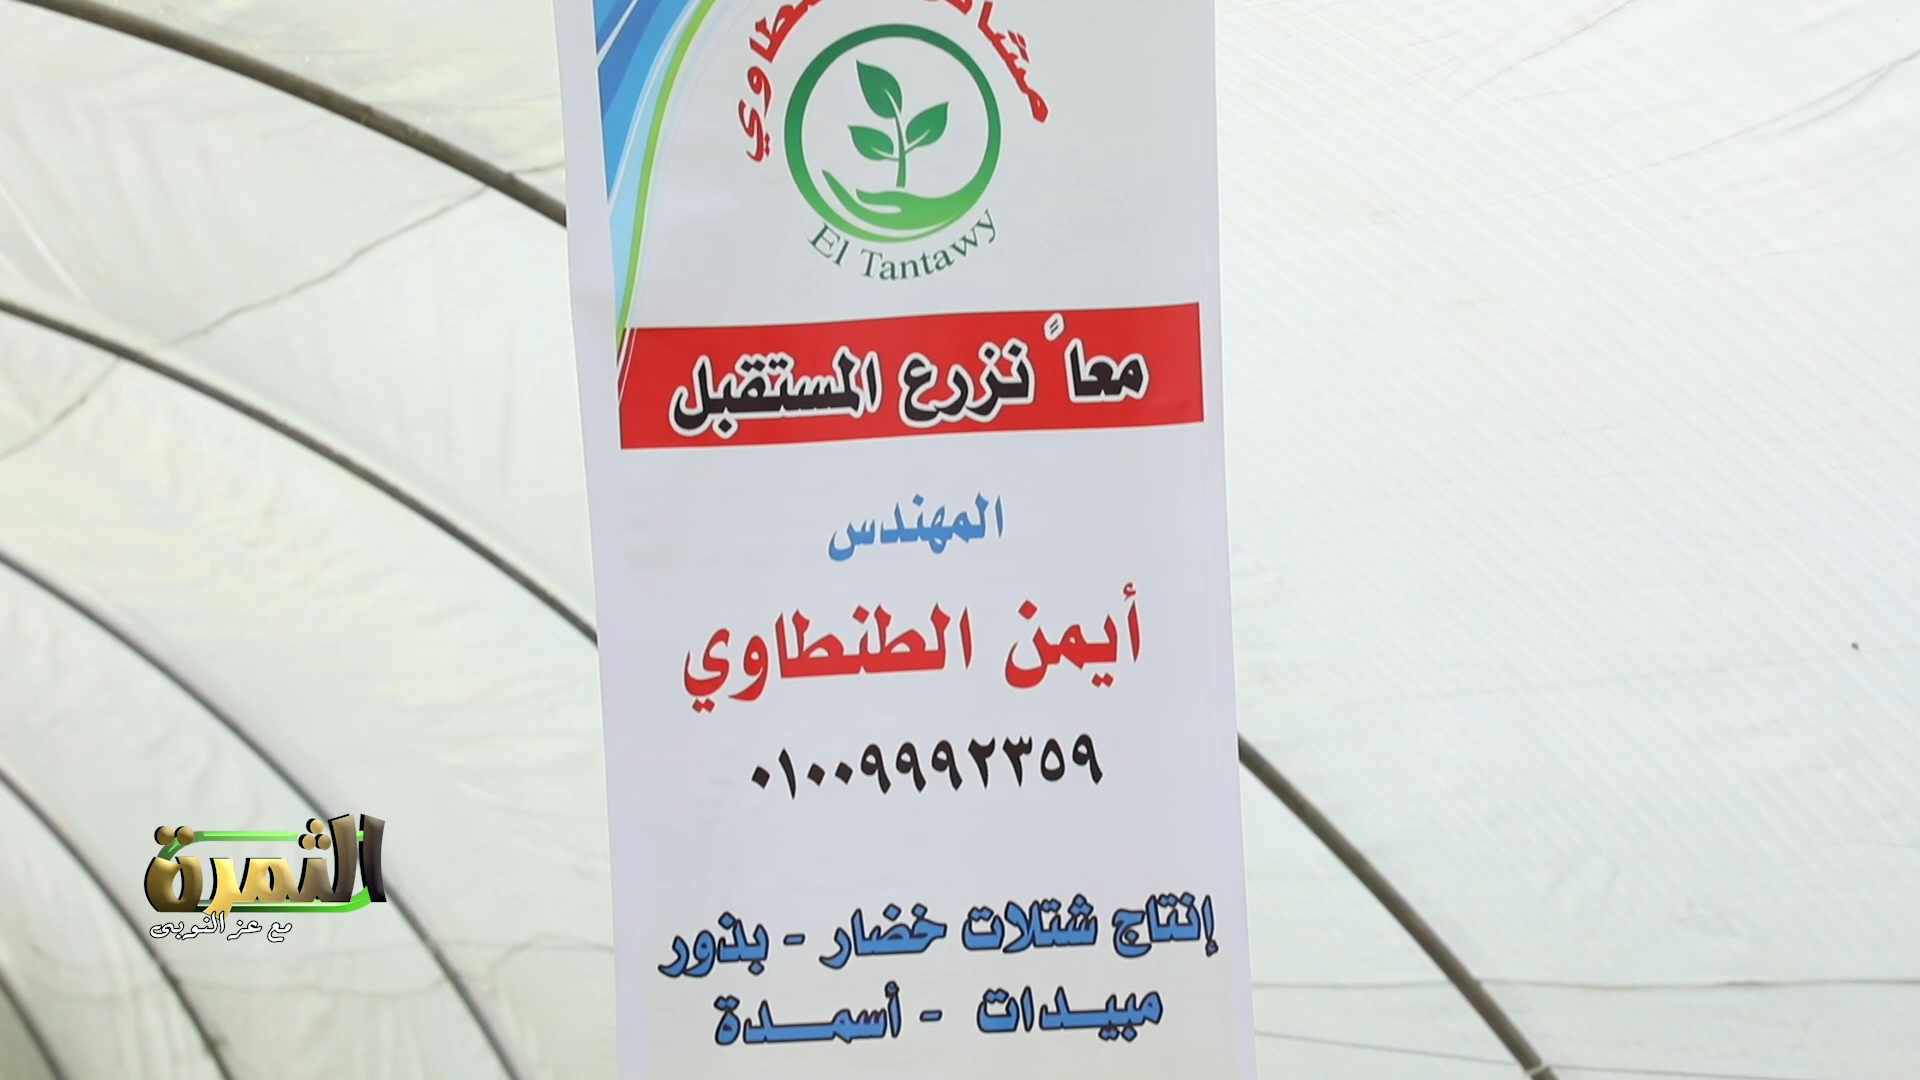 El Tantawy
معاً نزرع المستقبل
المهندس
أيمن الطنطاوي
٠١٠٠٩٩٩٢٣٥٩
إنتاج شتلات خضار - بذور
مبيدات - أسمدة
الثمرة
مع عز النوبى